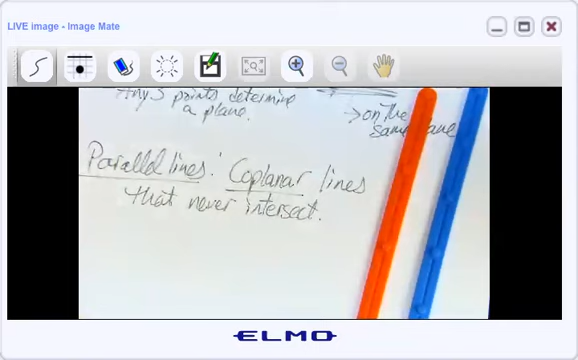 LIVE image - Image Mate
Any 3 points determine
a plane.
→ on the
same plane
Parallel lines: Coplanar lines
that never intersect.
ELMO